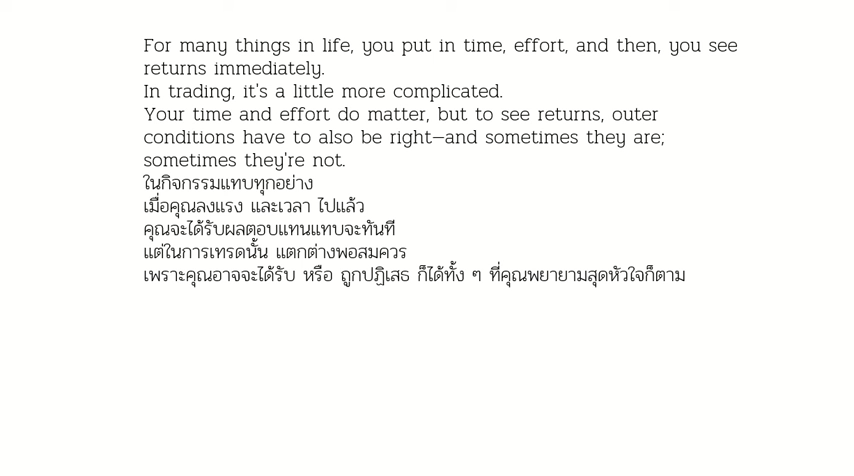 For many things in life, you put in time, effort, and then, you see
returns immediately.
In trading, it's a little more complicated.
Your time and effort do matter, but to see returns, outer
conditions have to also be right—and sometimes they are;
sometimes they're not.
ในกิจกรรมแทบทุกอย่าง
เมื่อคุณลงแรง และเวลา ไปแล้ว
คุณจะได้รับผลตอบแทนแทบจะทันที
แต่ในการเทรดนั้น แตกต่างพอสมควร
เพราะคุณอาจจะได้รับ หรือ ถูกปฏิเสธ ก็ได้ทั้ง ๆ ที่คุณพยายามสุดหัวใจก็ตาม